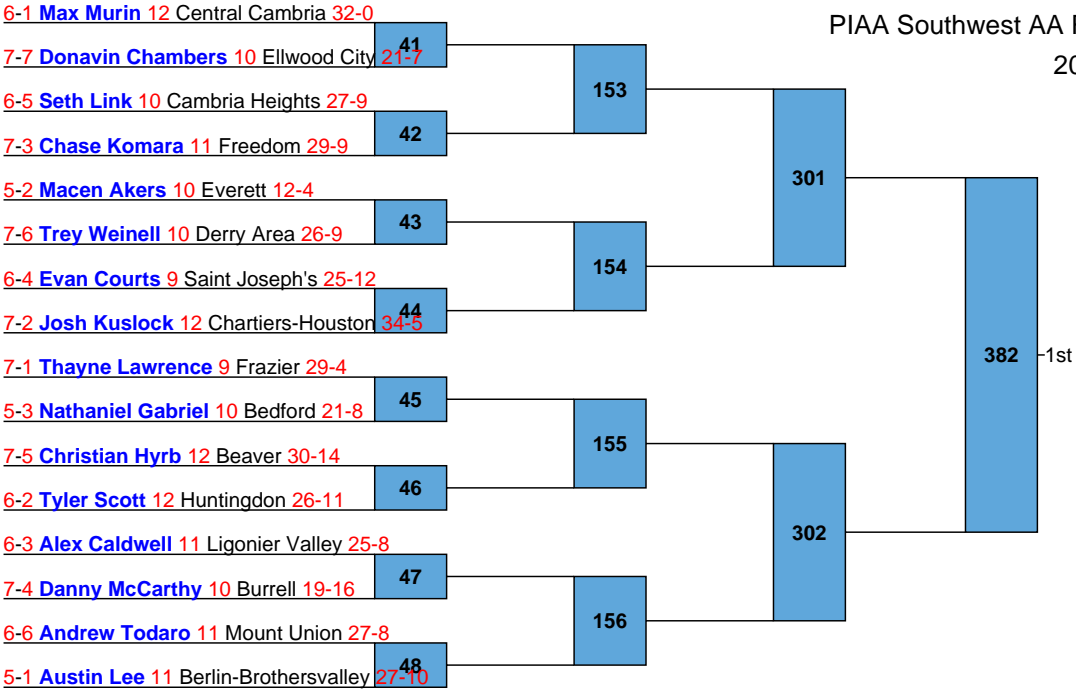 6-1 Max Murin 12 Central Cambria 32-0
PIAA Southwest AA
20
7-7 Donavin Chambers 10 Ellwood City 21-7
41
6-5 Seth Link 10 Cambria Heights 27-9
153
42
7-3 Chase Komara 11 Freedom 29-9
5-2 Macen Akers 10 Everett 12-4
301
43
7-6 Trey Weinell 10 Derry Area 26-9
154
6-4 Evan Courts 9 Saint Joseph's 25-12
44
7-2 Josh Kuslock 12 Chartiers-Houston 34-5
382
1st
7-1 Thayne Lawrence 9 Frazier 29-4
45
5-3 Nathaniel Gabriel 10 Bedford 21-8
155
7-5 Christian Hyrb 12 Beaver 30-14
46
6-2 Tyler Scott 12 Huntingdon 26-11
302
6-3 Alex Caldwell 11 Ligonier Valley 25-8
47
7-4 Danny McCarthy 10 Burrell 19-16
156
6-6 Andrew Todaro 11 Mount Union 27-8
48
5-1 Austin Lee 11 Berlin-Brothersvalley 27-10